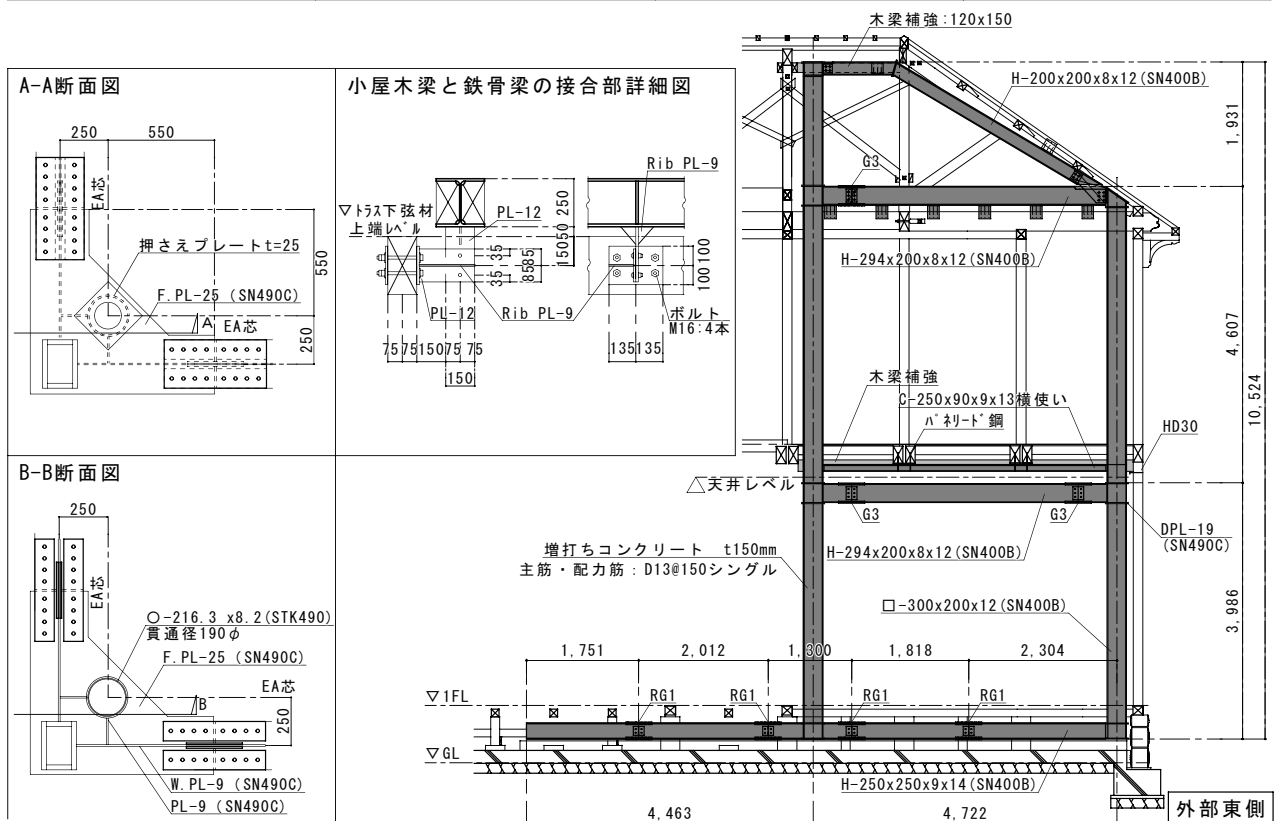 A-A断面図
250
550
EA芯
押さえプレートt=25
550
F.PL-25 (SN490C)
A
EA芯
250
小屋木梁と鉄骨梁の接合部詳細図
Rib PL-9
▽トラス下弦材
上端レベル
PL-12
250
50
150
35
85
85
35
100
100
PL-12
Rib PL-9
ボルト
M16:4本
75
75
150
75
75
135
135
150
B-B断面図
250
EA芯
○-216.3 x8.2(STK490)
貫通径190φ
F.PL-25 (SN490C)
EA芯
B
250
W.PL-9 (SN490C)
PL-9 (SN490C)
木梁補強:120x150
H-200x200x8x12(SN400B)
1,931
G3
H-294x200x8x12(SN400B)
4,607
10,524
木梁補強
C-250x90x9x13横使い
パネリード鋼
HD30
△天井レベル
G3
G3
DPL-19
(SN490C)
H-294x200x8x12(SN400B)
増打ちコンクリート t150mm
主筋・配力筋:D13@150シングル
□-300x200x12(SN400B)
3,986
1,751
2,012
1,300
1,818
2,304
▽1FL
RG1
RG1
RG1
RG1
▽GL
H-250x250x9x14(SN400B)
4,463
4,722
外部東側